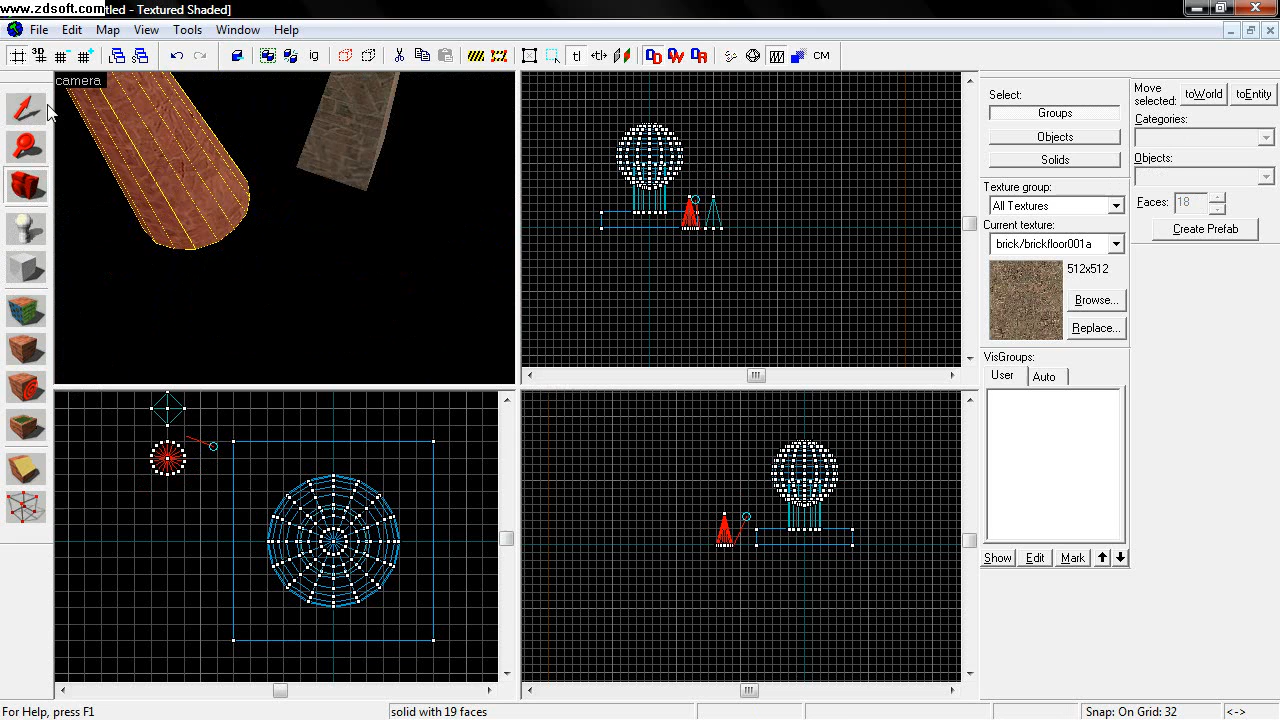 www.zdsoft.com
tled - Textured Shaded]
File Edit Map View Tools Window Help
3D
ig
tl
CM
camera
Select:
Groups
Objects
Solids
Texture group:
All Textures
Current texture:
brick/brickfloor001a
512x512
Browse...
Replace...
VisGroups:
User Auto
Show Edit Mark
Move selected:
toWorld toEntity
Categories:
Objects:
Faces: 18
Create Prefab
For Help, press F1
solid with 19 faces
Snap: On Grid: 32
<->